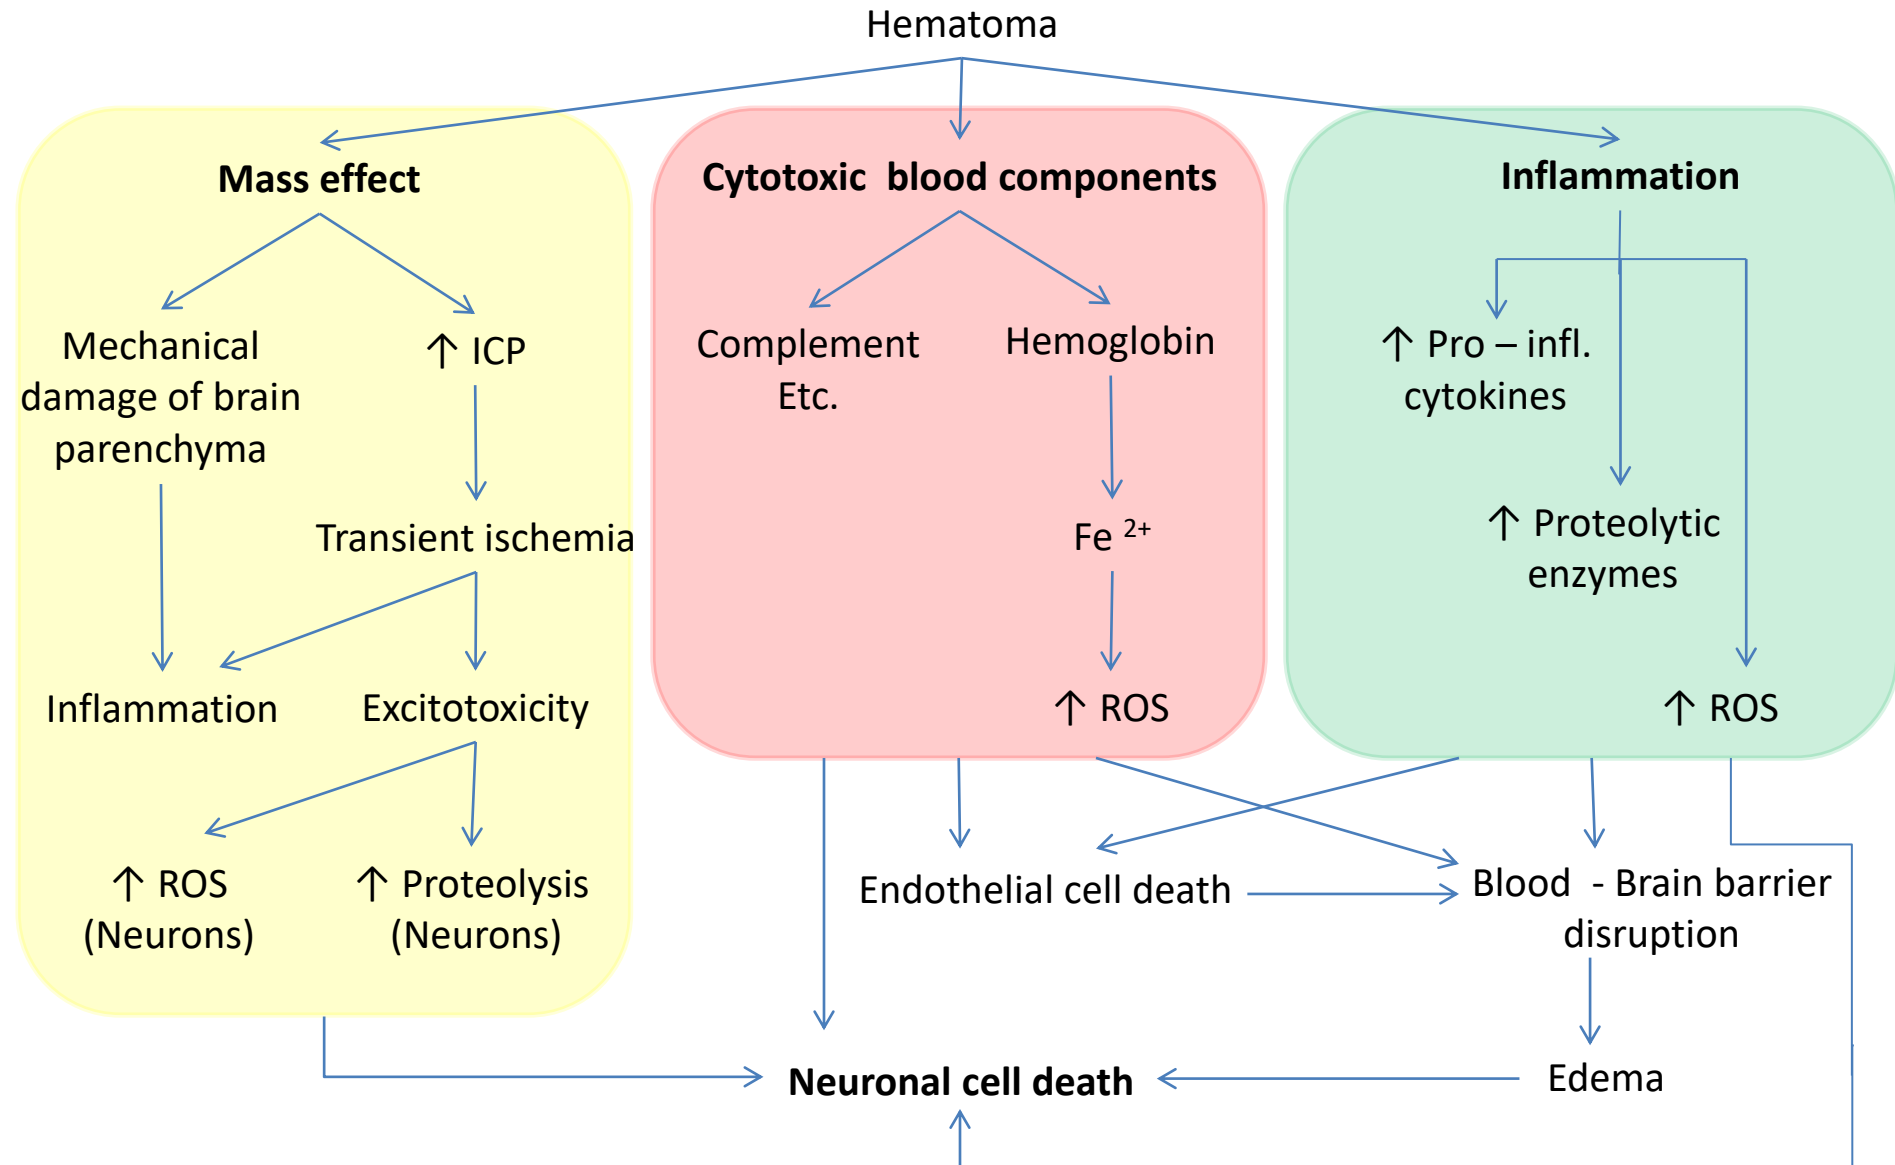 Hematoma
Mass effect
Mechanical
damage of brain
parenchyma
↑ ICP
Transient ischemia
Inflammation
Excitotoxicity
↑ ROS
(Neurons)
↑ Proteolysis
(Neurons)
Cytotoxic  blood components
Complement
Etc.
Hemoglobin
Fe ²⁺
↑ ROS
Inflammation
↑ Pro – infl.
cytokines
↑ Proteolytic
enzymes
↑ ROS
Endothelial cell death
Blood  - Brain barrier
disruption
Neuronal cell death
Edema